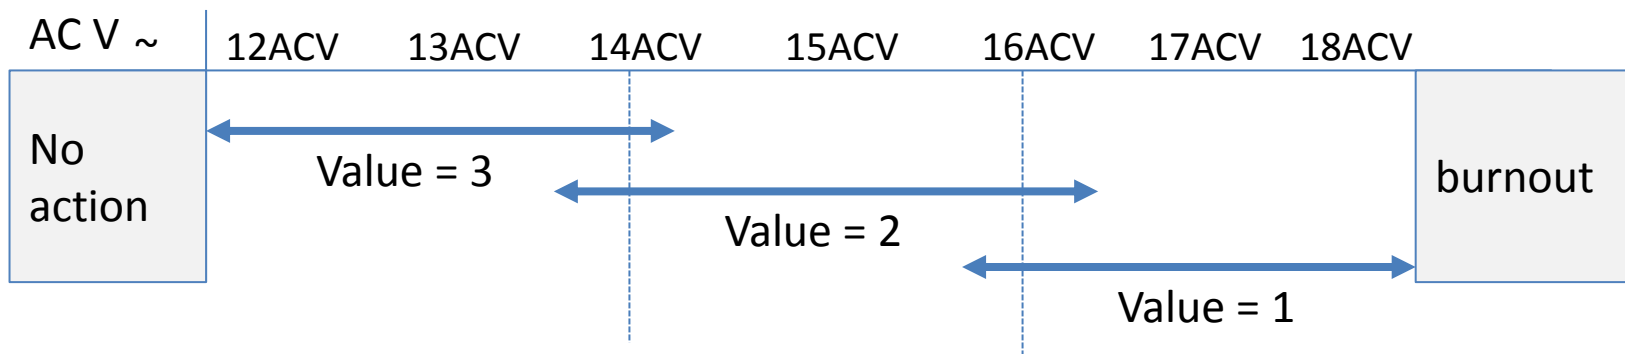 AC V ~
12ACV 13ACV 14ACV 15ACV 16ACV 17ACV 18ACV
No
action
Value = 3
Value = 2
Value = 1
burnout